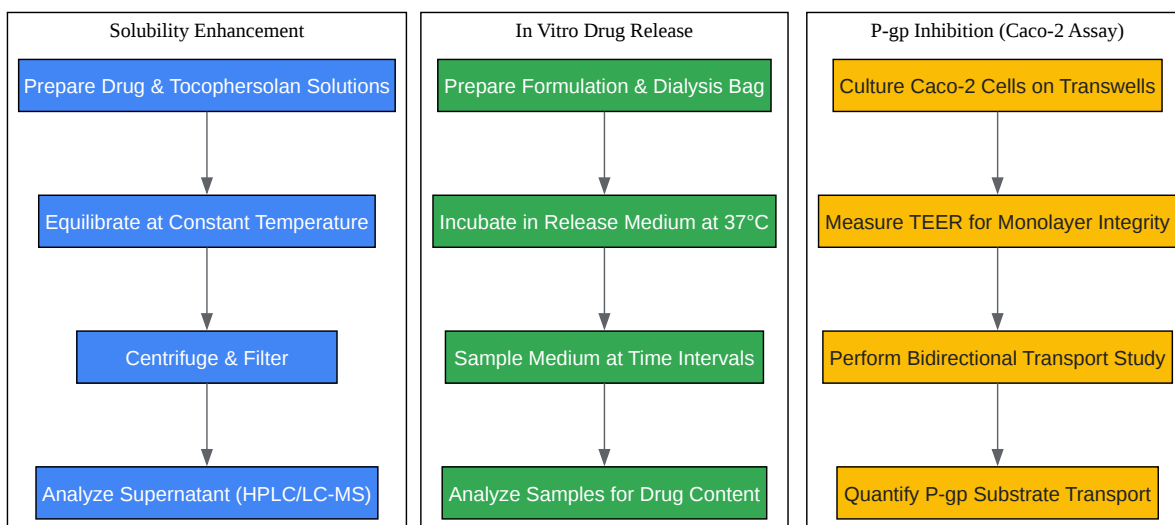 Solubility Enhancement
Prepare Drug & Tocophersolan Solutions
Equilibrate at Constant Temperature
Centrifuge & Filter
Analyze Supernatant (HPLC/LC-MS)
In Vitro Drug Release
Prepare Formulation & Dialysis Bag
Incubate in Release Medium at 37°C
Sample Medium at Time Intervals
Analyze Samples for Drug Content
P-gp Inhibition (Caco-2 Assay)
Culture Caco-2 Cells on Transwells
Measure TEER for Monolayer Integrity
Perform Bidirectional Transport Study
Quantify P-gp Substrate Transport